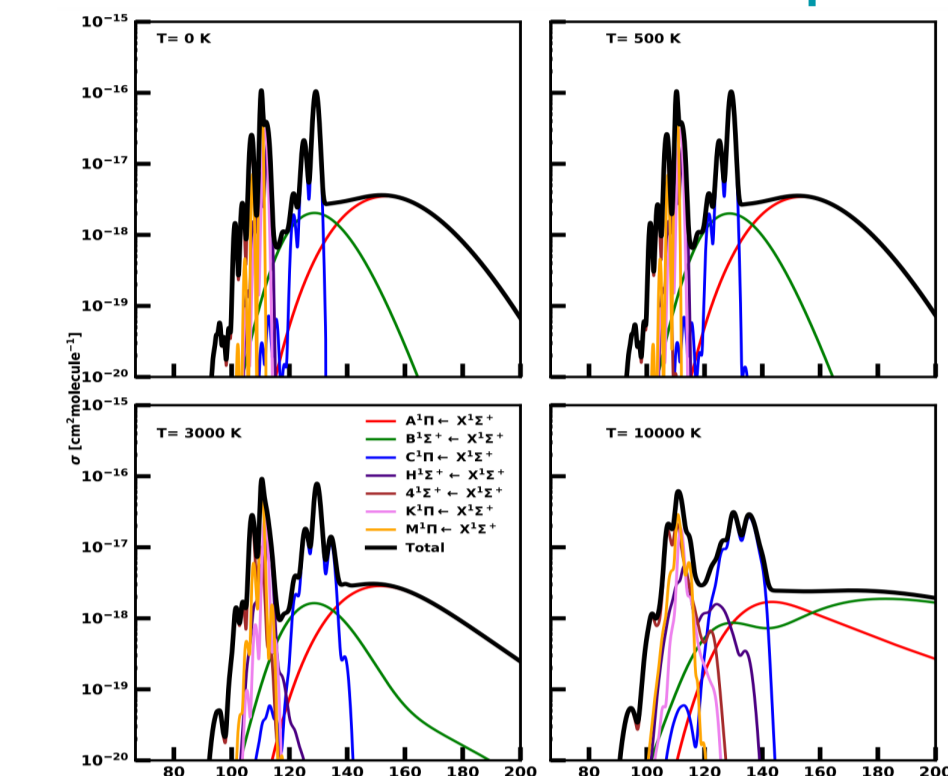 10⁻¹⁵
T= 0 K
T= 500 K
10⁻¹⁶
10⁻¹⁷
10⁻¹⁸
10⁻¹⁹
10⁻²⁰
σ [cm²molecule⁻¹]
10⁻¹⁵
T= 3000 K
A¹Π← X¹Σ⁺
B¹Σ⁺ ← X¹Σ⁺
C¹Π← X¹Σ⁺
H¹Σ⁺ ← X¹Σ⁺
4¹Σ⁺ ← X¹Σ⁺
K¹Π← X¹Σ⁺
M¹Π← X¹Σ⁺
Total
T= 10000 K
10⁻¹⁶
10⁻¹⁷
10⁻¹⁸
10⁻¹⁹
10⁻²⁰
80 100 120 140 160 180 200
80 100 120 140 160 180 200